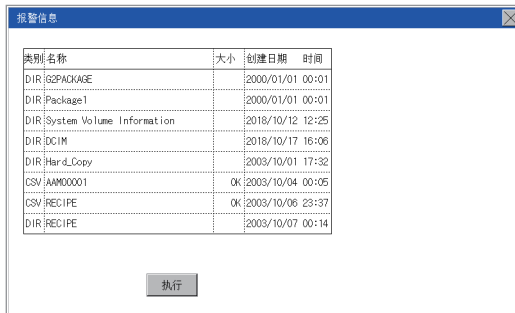 报警信息
类别 名称 大小 创建日期 时间
DIR G2PACKAGE 2000/01/01 00:01
DIR Package1 2000/01/01 00:01
DIR System Volume Information 2018/10/12 12:25
DIR DCIM 2018/10/17 16:06
DIR Hard_Copy 2003/10/01 17:32
CSV AAM00001 0K 2003/10/04 00:05
CSV RECIPE 0K 2003/10/06 23:37
DIR RECIPE 2003/10/07 00:14
执行